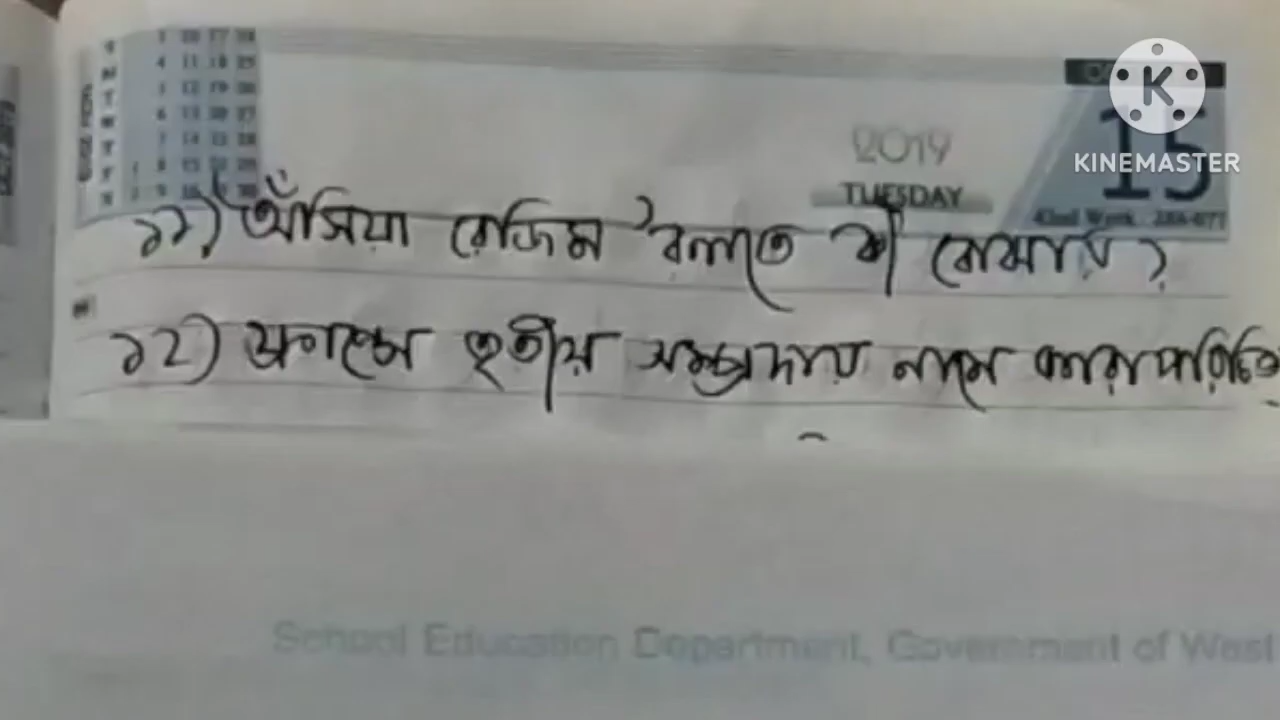 2019
15
KINEMASTER
TUESDAY
১১) 'আঁসিয়া রেজিম' বলতে কী বোঝায় ?
১২) ফ্রান্সে তৃতীয় সম্প্রদায় নামে কারা পরিচি
School Education Department, Government of West